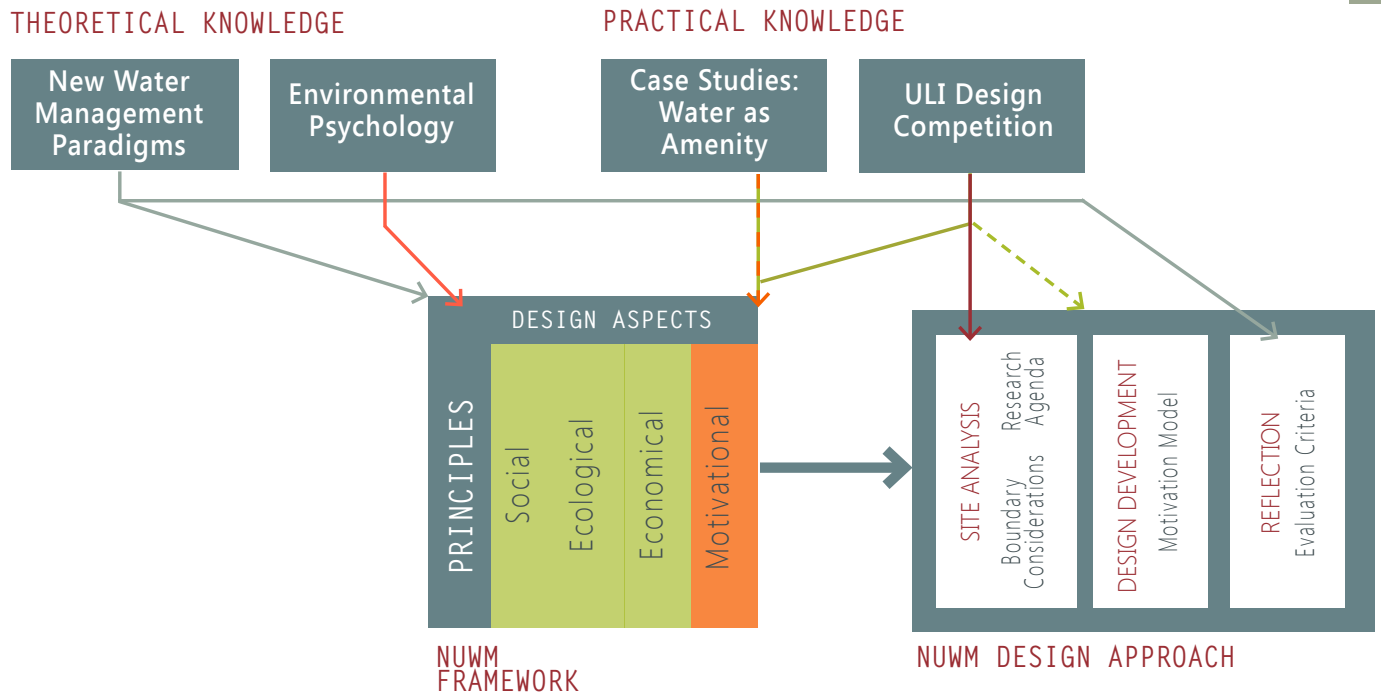 THEORETICAL KNOWLEDGE
PRACTICAL KNOWLEDGE
New Water
Management
Paradigms
Environmental
Psychology
Case Studies:
Water as
Amenity
ULI Design
Competition
DESIGN ASPECTS
PRINCIPLES
Social
Ecological
Economical
Motivational
NUWM
FRAMEWORK
SITE ANALYSIS
Boundary
Considerations
Research
Agenda
DESIGN DEVELOPMENT
Motivation Model
REFLECTION
Evaluation Criteria
NUWM DESIGN APPROACH